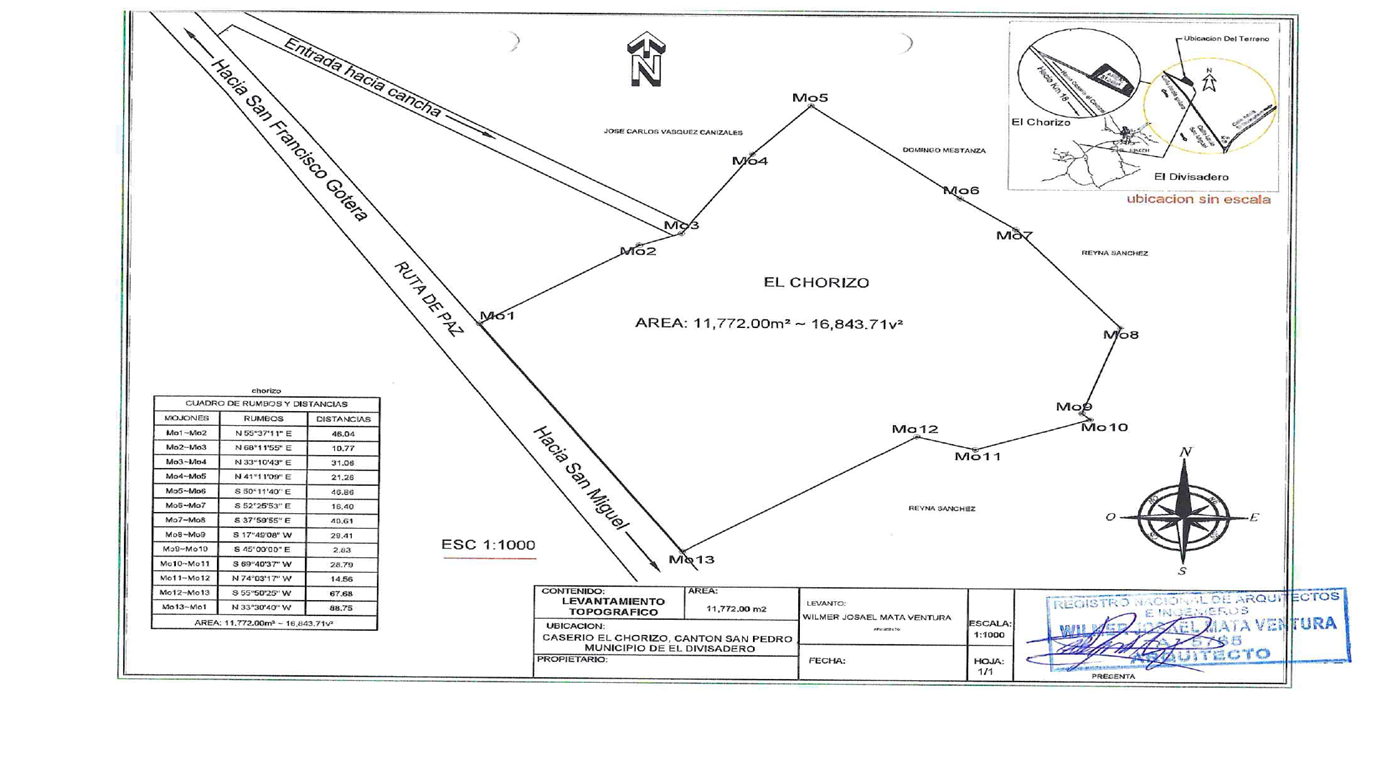 Entrada hacia cancha
Hacia San Francisco Gotera
RUTA DE PAZ
Hacia San Miguel
N
JOSE CARLOS VASQUEZ CANIZALES
DOMINGO MESTANZA
REYNA SANCHEZ
REYNA SANCHEZ
Mo1
Mo2
Mo3
Mo4
Mo5
Mo6
Mo7
Mo8
Mo9
Mo10
Mo11
Mo12
Mo13
EL CHORIZO
AREA: 11,772.00m² ~ 16,843.71v²
Ubicacion Del Terreno
N
Hacia Km 18
El Chorizo
El Divisadero
ubicacion sin escala
chorizo
CUADRO DE RUMBOS Y DISTANCIAS
MOJONES RUMBOS DISTANCIAS
Mo1~Mo2 N 55°37'11" E 46.04
Mo2~Mo3 N 68°11'55" E 10.77
Mo3~Mo4 N 33°10'43" E 31.06
Mo4~Mo5 N 41°11'09" E 21.26
Mo5~Mo6 S 50°11'40" E 46.86
Mo6~Mo7 S 52°25'53" E 16.40
Mo7~Mo8 S 37°59'55" E 40.61
Mo8~Mo9 S 17°49'08" W 29.41
Mo9~Mo10 S 45°00'00" E 2.83
Mo10~Mo11 S 69°40'37" W 28.79
Mo11~Mo12 N 74°03'17" W 14.56
Mo12~Mo13 S 55°50'25" W 67.68
Mo13~Mo1 N 33°30'40" W 88.75
AREA: 11,772.00m² ~ 16,843.71v²
ESC 1:1000
N
O E
S
CONTENIDO:
LEVANTAMIENTO
TOPOGRAFICO
AREA:
11,772.00 m2
UBICACION:
CASERIO EL CHORIZO, CANTON SAN PEDRO
MUNICIPIO DE EL DIVISADERO
PROPIETARIO:
LEVANTO:
WILMER JOSAEL MATA VENTURA
FECHA:
ESCALA:
1:1000
HOJA:
1/1
REGISTRO NACIONAL DE ARQUITECTOS
E INGENIEROS
WILMER JOSAEL MATA VENTURA
ARQUITECTO
PRESENTA